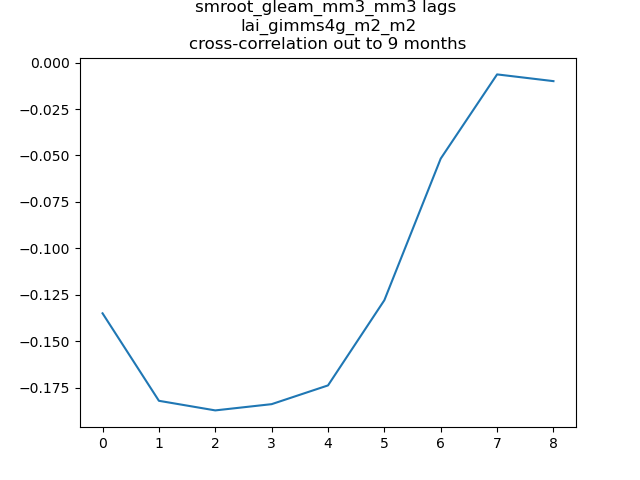 smroot_gleam_mm3_mm3 lags
lai_gimms4g_m2_m2
cross-correlation out to 9 months
0.000
−0.025
−0.050
−0.075
−0.100
−0.125
−0.150
−0.175
0 1 2 3 4 5 6 7 8